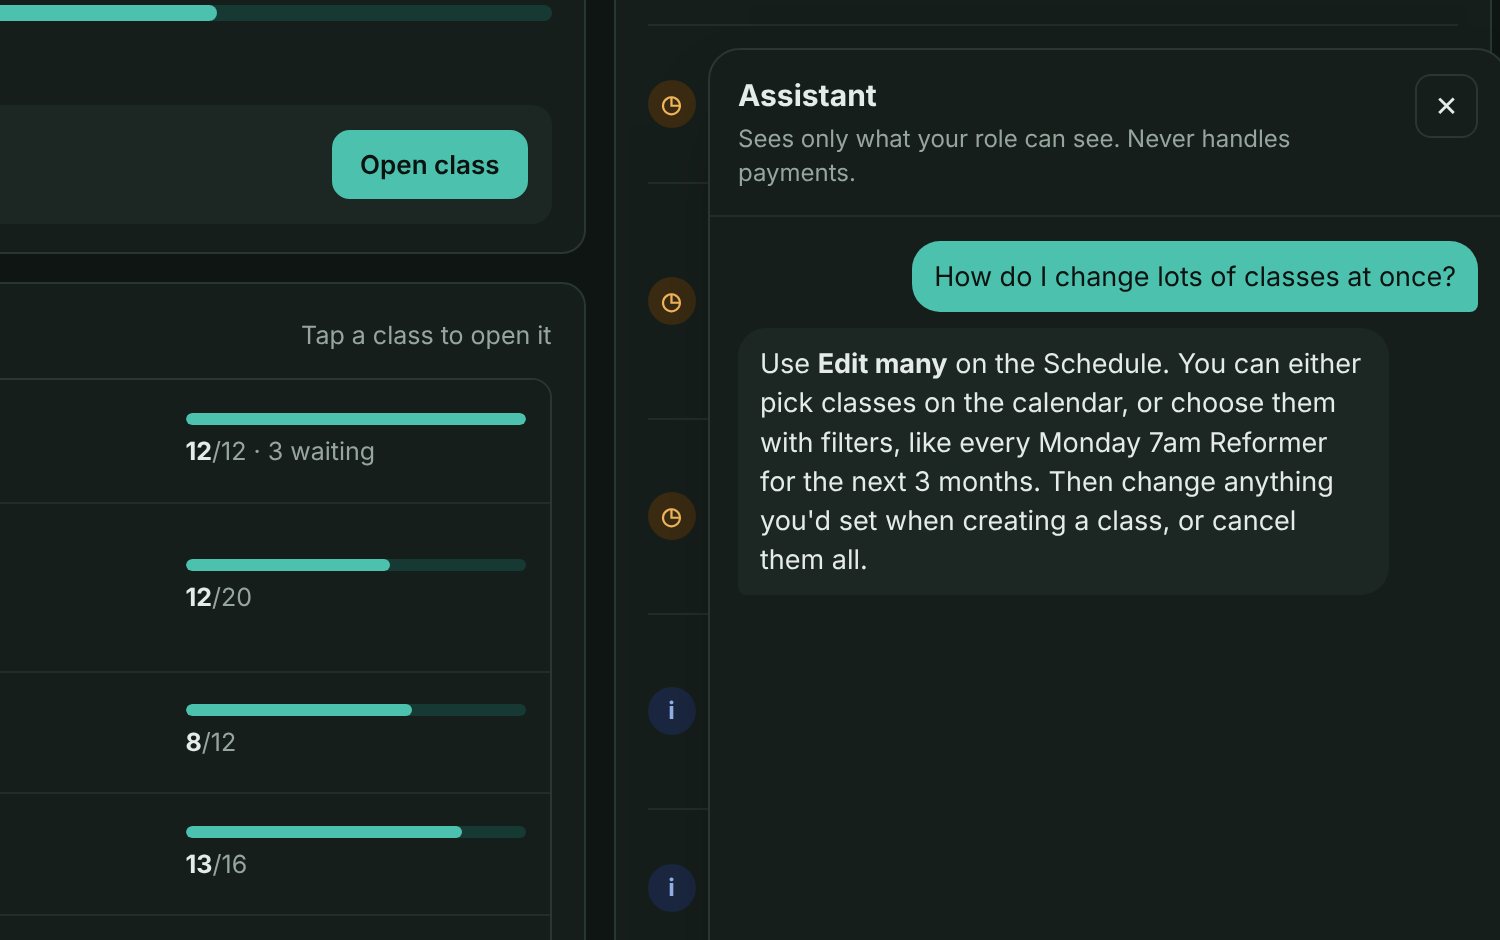 Open class
Tap a class to open it
12/12 · 3 waiting
12/20
8/12
13/16
i
i
Assistant
Sees only what your role can see. Never handles
payments.
How do I change lots of classes at once?
Use Edit many on the Schedule. You can either
pick classes on the calendar, or choose them
with filters, like every Monday 7am Reformer
for the next 3 months. Then change anything
you'd set when creating a class, or cancel
them all.